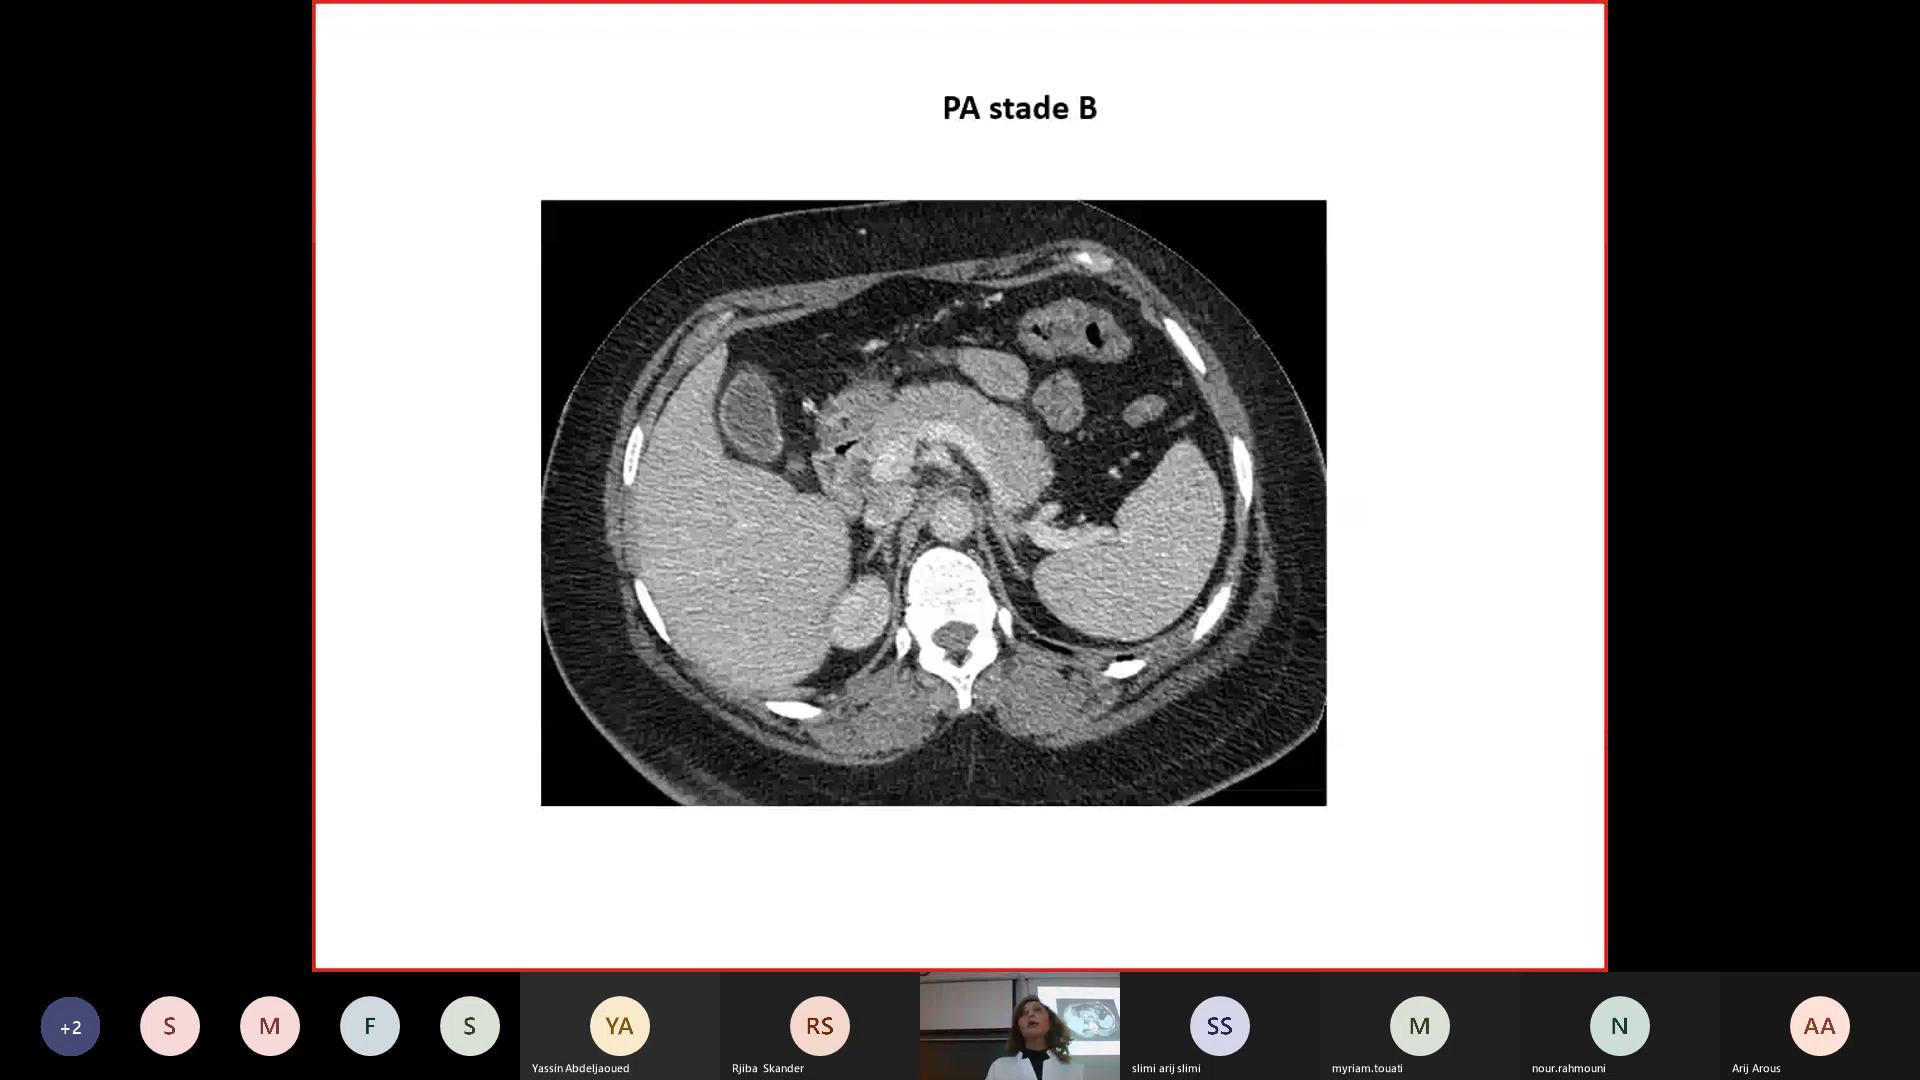 PA stade B
+2
S
M
F
S
YA
RS
SS
M
N
AA
Yassin Abdeljaoued
Rjiba Skander
slimi arij slimi
myriam.touati
nour.rahmouni
Arij Arous